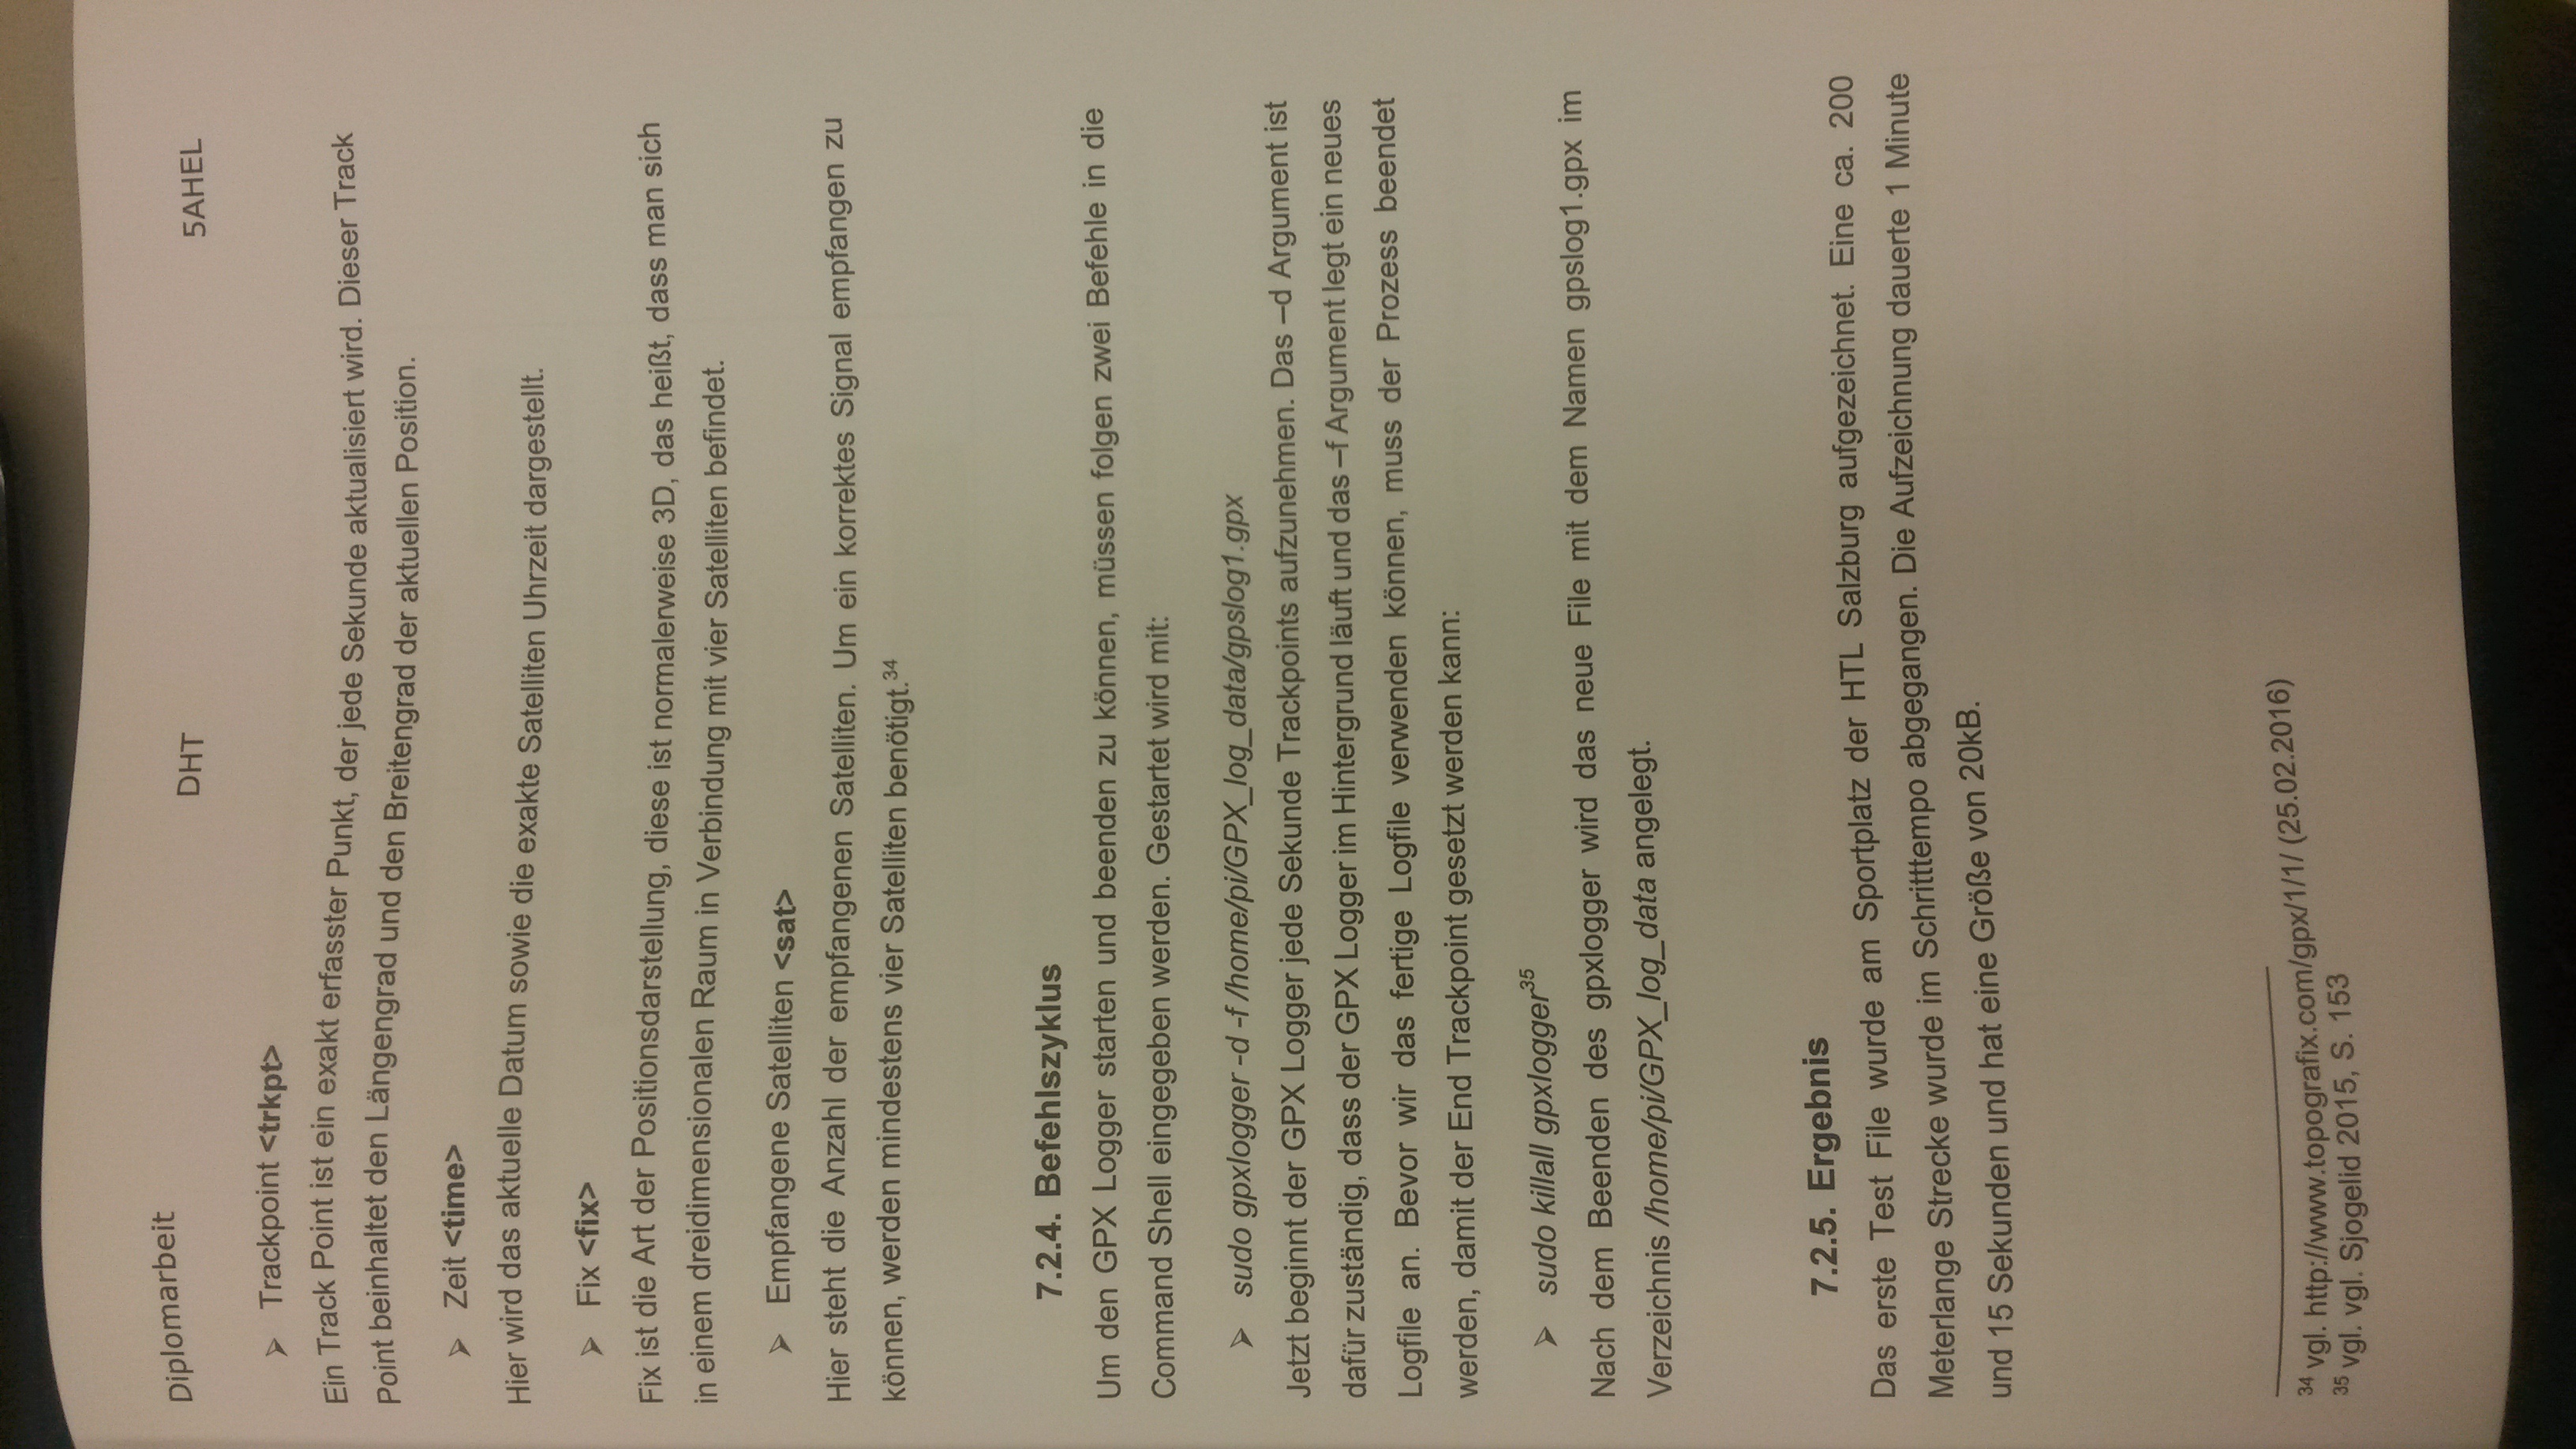 Diplomarbeit DHT 5AHEL
➢ Trackpoint <trkpt>
Ein Track Point ist ein exakt erfasster Punkt, der jede Sekunde aktualisiert wird. Dieser Track
Point beinhaltet den Längengrad und den Breitengrad der aktuellen Position.
➢ Zeit <time>
Hier wird das aktuelle Datum sowie die exakte Satelliten Uhrzeit dargestellt.
➢ Fix <fix>
Fix ist die Art der Positionsdarstellung, diese ist normalerweise 3D, das heißt, dass man sich
in einem dreidimensionalen Raum in Verbindung mit vier Satelliten befindet.
➢ Empfangene Satelliten <sat>
Hier steht die Anzahl der empfangenen Satelliten. Um ein korrektes Signal empfangen zu
können, werden mindestens vier Satelliten benötigt.³⁴
7.2.4. Befehlszyklus
Um den GPX Logger starten und beenden zu können, müssen folgen zwei Befehle in die
Command Shell eingegeben werden. Gestartet wird mit:
➢ sudo gpxlogger -d -f /home/pi/GPX_log_data/gpslog1.gpx
Jetzt beginnt der GPX Logger jede Sekunde Trackpoints aufzunehmen. Das –d Argument ist
dafür zuständig, dass der GPX Logger im Hintergrund läuft und das –f Argument legt ein neues
Logfile an. Bevor wir das fertige Logfile verwenden können, muss der Prozess beendet
werden, damit der End Trackpoint gesetzt werden kann:
➢ sudo killall gpxlogger³⁵
Nach dem Beenden des gpxlogger wird das neue File mit dem Namen gpslog1.gpx im
Verzeichnis /home/pi/GPX_log_data angelegt.
7.2.5. Ergebnis
Das erste Test File wurde am Sportplatz der HTL Salzburg aufgezeichnet. Eine ca. 200
Meterlange Strecke wurde im Schritttempo abgegangen. Die Aufzeichnung dauerte 1 Minute
und 15 Sekunden und hat eine Größe von 20kB.
³⁴ vgl. http://www.topografix.com/gpx/1/1/ (25.02.2016)
³⁵ vgl. vgl. Sjogelid 2015, S. 153